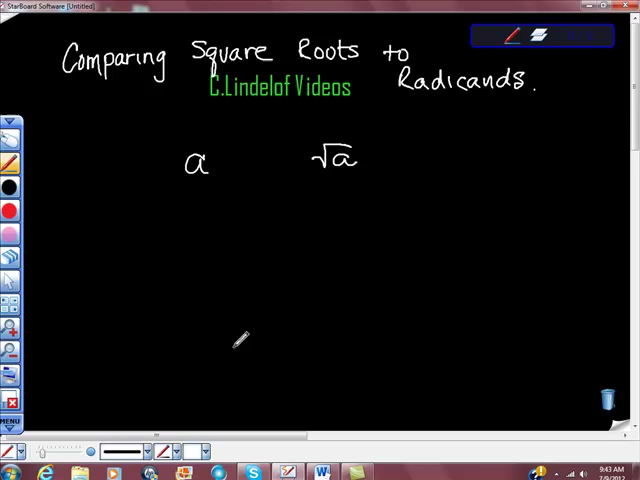 StarBoard Software [Untitled]
Comparing Square Roots to
Radicands.
C.Lindelof Videos
a √a
MENU
9:43 AM
7/9/2012